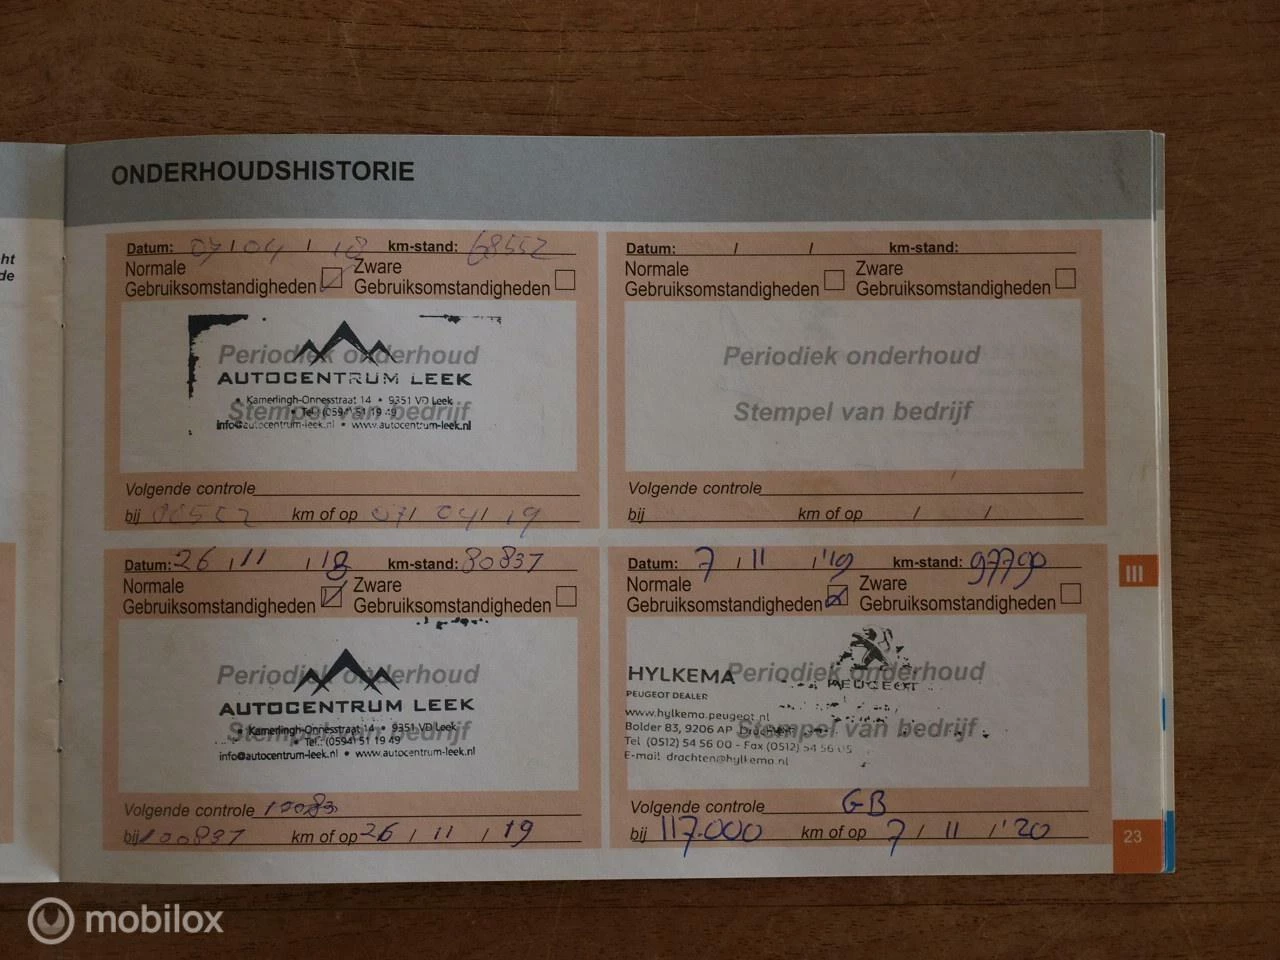 ht
de
ONDERHOUDSHISTORIE
Datum: 07 / 04 / 18 km-stand: 68552
Normale Gebruiksomstandigheden
Zware Gebruiksomstandigheden
Periodiek onderhoud
AUTOCENTRUM LEEK
• Kamerlingh-Onnesstraat 14 • 9351 VD Leek
• Tel.: (0594) 51 19 49
Stempel van bedrijf
info@autocentrum-leek.nl • www.autocentrum-leek.nl
Volgende controle
bij km of op 07 / 04 / 19
Datum: / / km-stand:
Normale Gebruiksomstandigheden
Zware Gebruiksomstandigheden
Periodiek onderhoud
Stempel van bedrijf
Volgende controle
bij km of op / /
Datum: 26 / 11 / 18 km-stand: 80837
Normale Gebruiksomstandigheden
Zware Gebruiksomstandigheden
Periodiek onderhoud
AUTOCENTRUM LEEK
• Kamerlingh-Onnesstraat 14 • 9351 VD Leek
Stempel van bedrijf
• Tel.: (0594) 51 19 49
info@autocentrum-leek.nl • www.autocentrum-leek.nl
Volgende controle
bij 100837 km of op 26 / 11 / 19
Datum: 7 / 11 / '19 km-stand: 97790
Normale Gebruiksomstandigheden
Zware Gebruiksomstandigheden
Periodiek onderhoud
HYLKEMA
PEUGEOT
PEUGEOT DEALER
www.hylkema.peugeot.nl
Bolder 83, 9206 AP Drachten
Stempel van bedrijf
Tel (0512) 54 56 00 - Fax (0512) 54 56 05
E-mail drachten@hylkema.nl
Volgende controle GB
bij 117.000 km of op 7 / 11 / '20
III
23
mobilox